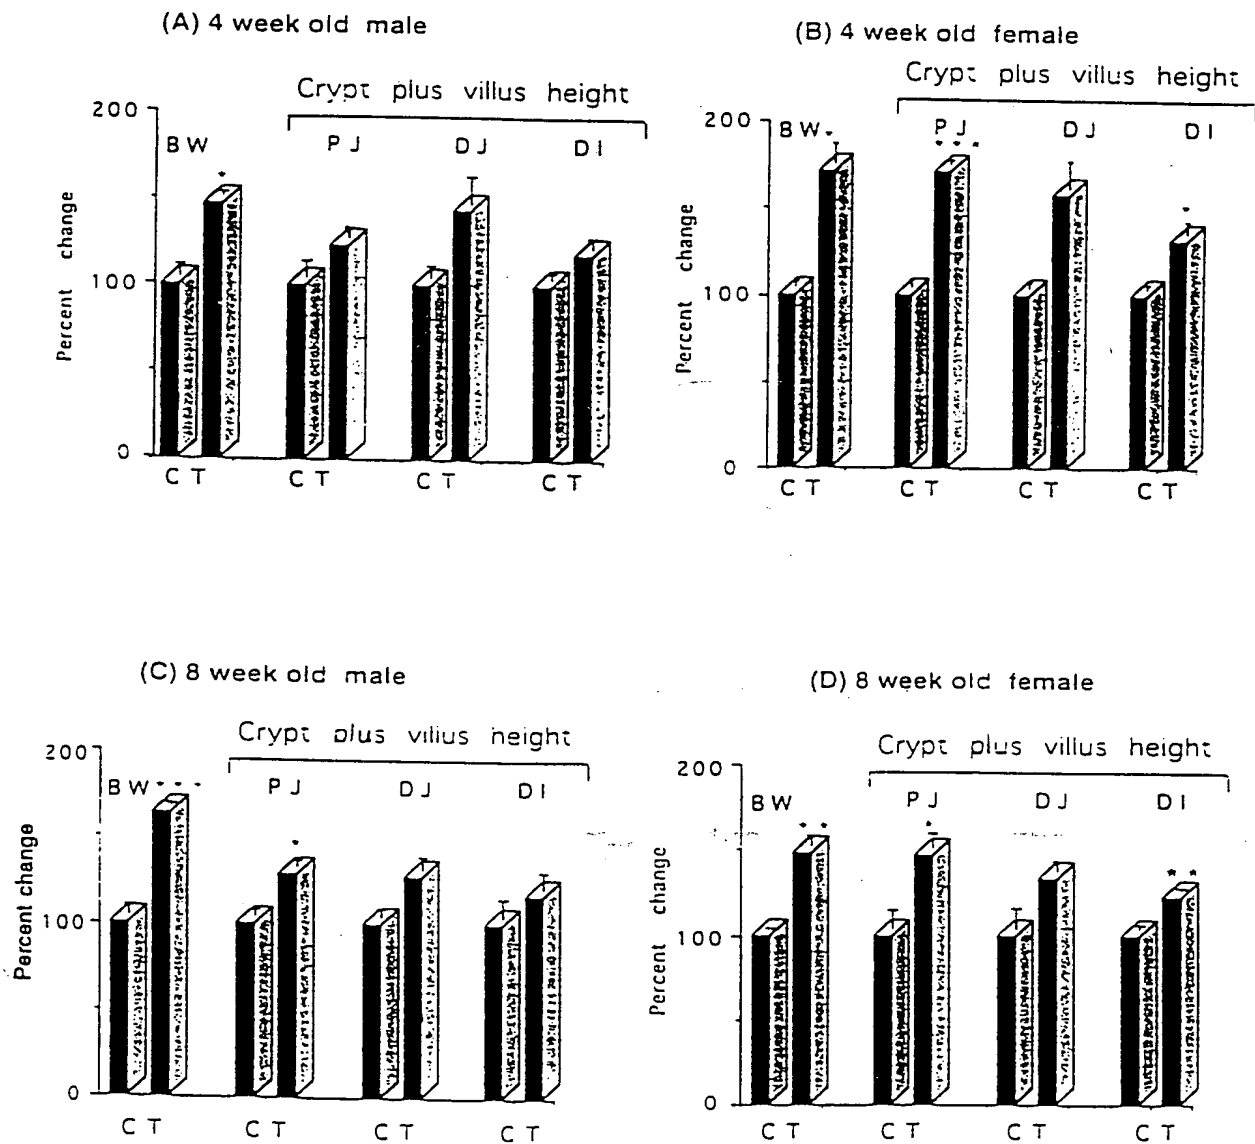 (A) 4 week old male
Crypt plus villus height
200
BW
*
PJ
DJ
DI
Percent change
100
0
C T
C T
C T
C T
(B) 4 week old female
Crypt plus villus height
200
BW
*
PJ
* * *
DJ
DI
*
Percent change
100
0
C T
C T
C T
C T
(C) 8 week old male
Crypt plus villus height
200
BW
* * *
PJ
*
DJ
DI
Percent change
100
0
C T
C T
C T
C T
(D) 8 week old female
Crypt plus villus height
200
BW
* *
PJ
*
DJ
DI
* *
Percent change
100
0
C T
C T
C T
C T